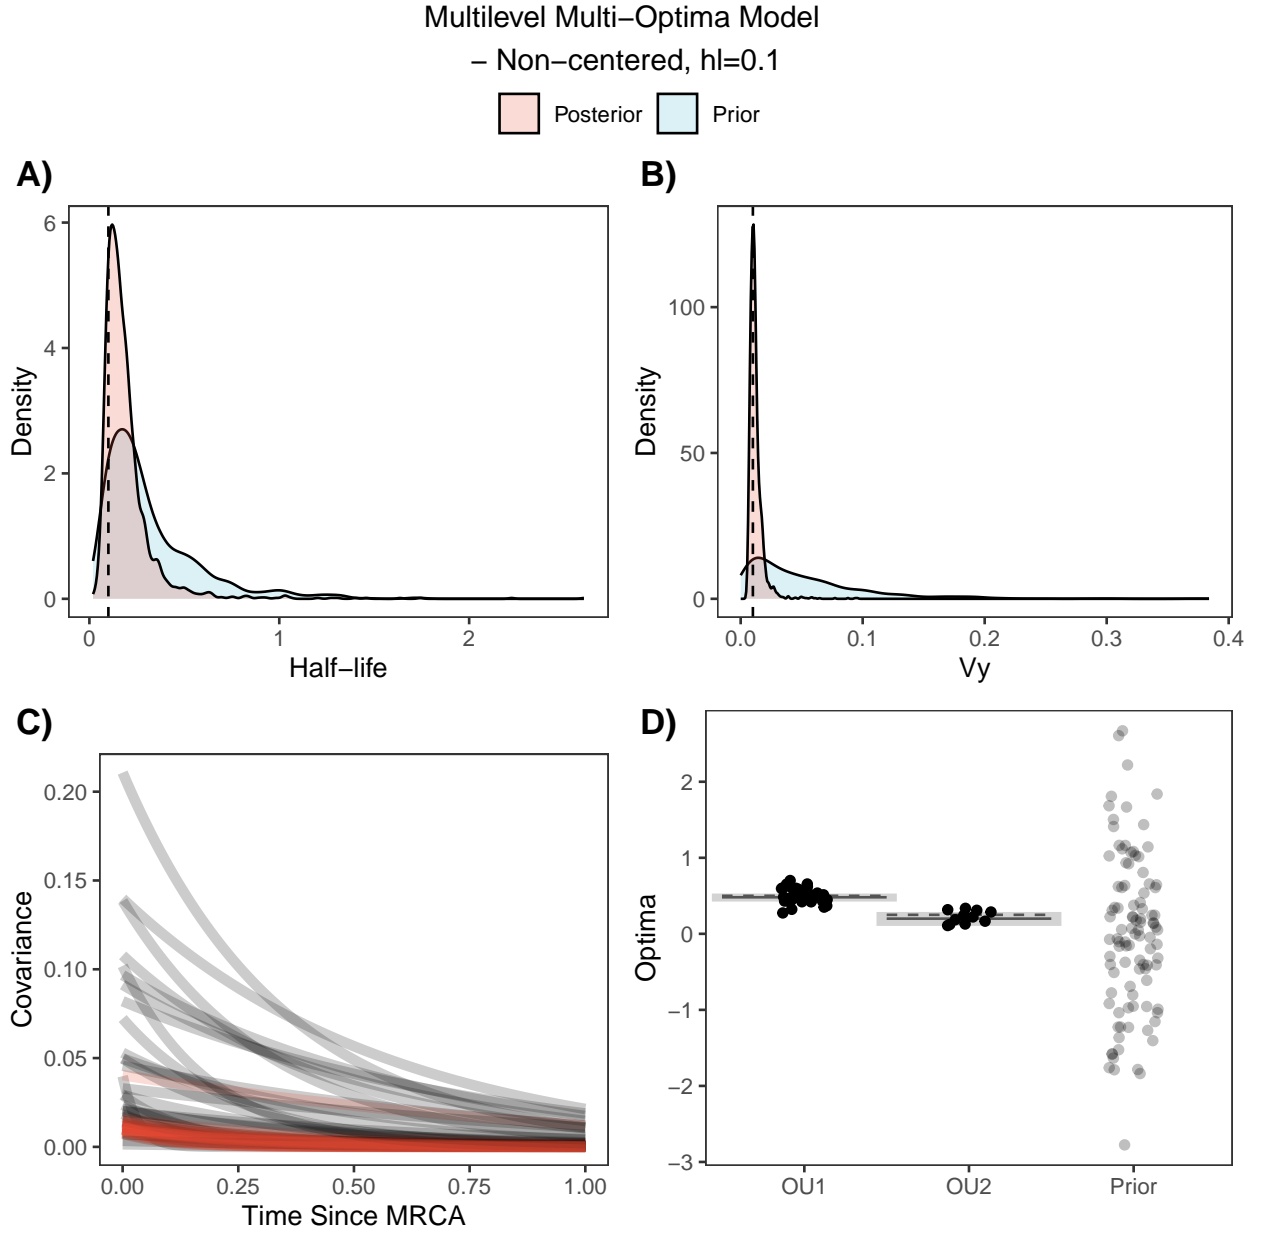 Multilevel Multi−Optima Model
− Non−centered, hl=0.1
Posterior Prior
A)
6
4
2
0
Density
0 1 2
Half−life
B)
100
50
0
Density
0.0 0.1 0.2 0.3 0.4
Vy
C)
0.20
0.15
0.10
0.05
0.00
Covariance
0.00 0.25 0.50 0.75 1.00
Time Since MRCA
D)
2
1
0
−1
−2
−3
Optima
OU1 OU2 Prior